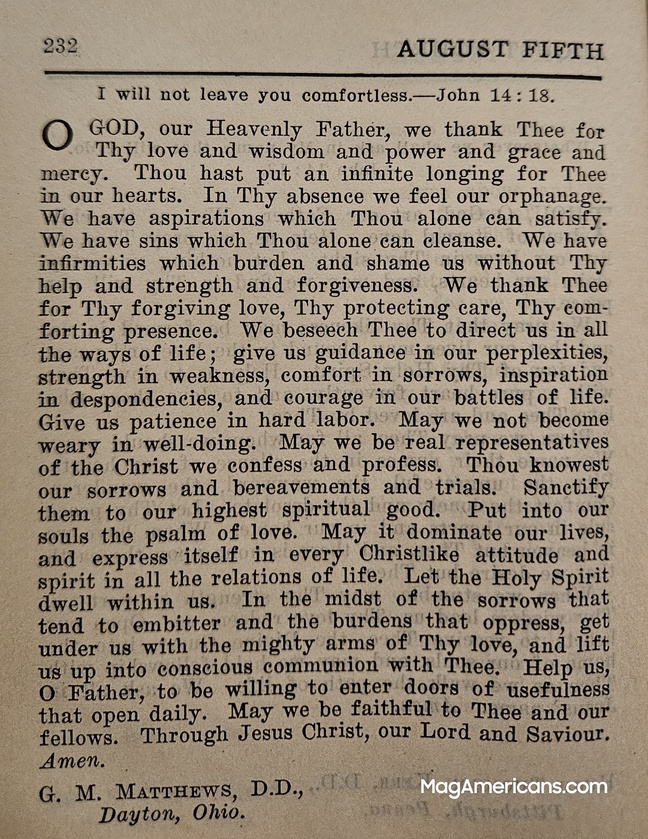 232
AUGUST FIFTH
I will not leave you comfortless.—John 14:18.
O GOD, our Heavenly Father, we thank Thee for
Thy love and wisdom and power and grace and
mercy. Thou hast put an infinite longing for Thee
in our hearts. In Thy absence we feel our orphanage.
We have aspirations which Thou alone can satisfy.
We have sins which Thou alone can cleanse. We have
infirmities which burden and shame us without Thy
help and strength and forgiveness. We thank Thee
for Thy forgiving love, Thy protecting care, Thy com-
forting presence. We beseech Thee to direct us in all
the ways of life; give us guidance in our perplexities,
strength in weakness, comfort in sorrows, inspiration
in despondencies, and courage in our battles of life.
Give us patience in hard labor. May we not become
weary in well-doing. May we be real representatives
of the Christ we confess and profess. Thou knowest
our sorrows and bereavements and trials. Sanctify
them to our highest spiritual good. Put into our
souls the psalm of love. May it dominate our lives,
and express itself in every Christlike attitude and
spirit in all the relations of life. Let the Holy Spirit
dwell within us. In the midst of the sorrows that
tend to embitter and the burdens that oppress, get
under us with the mighty arms of Thy love, and lift
us up into conscious communion with Thee. Help us,
O Father, to be willing to enter doors of usefulness
that open daily. May we be faithful to Thee and our
fellows. Through Jesus Christ, our Lord and Saviour.
Amen.
G. M. MATTHEWS, D.D.,
Dayton, Ohio.
MagAmericans.com